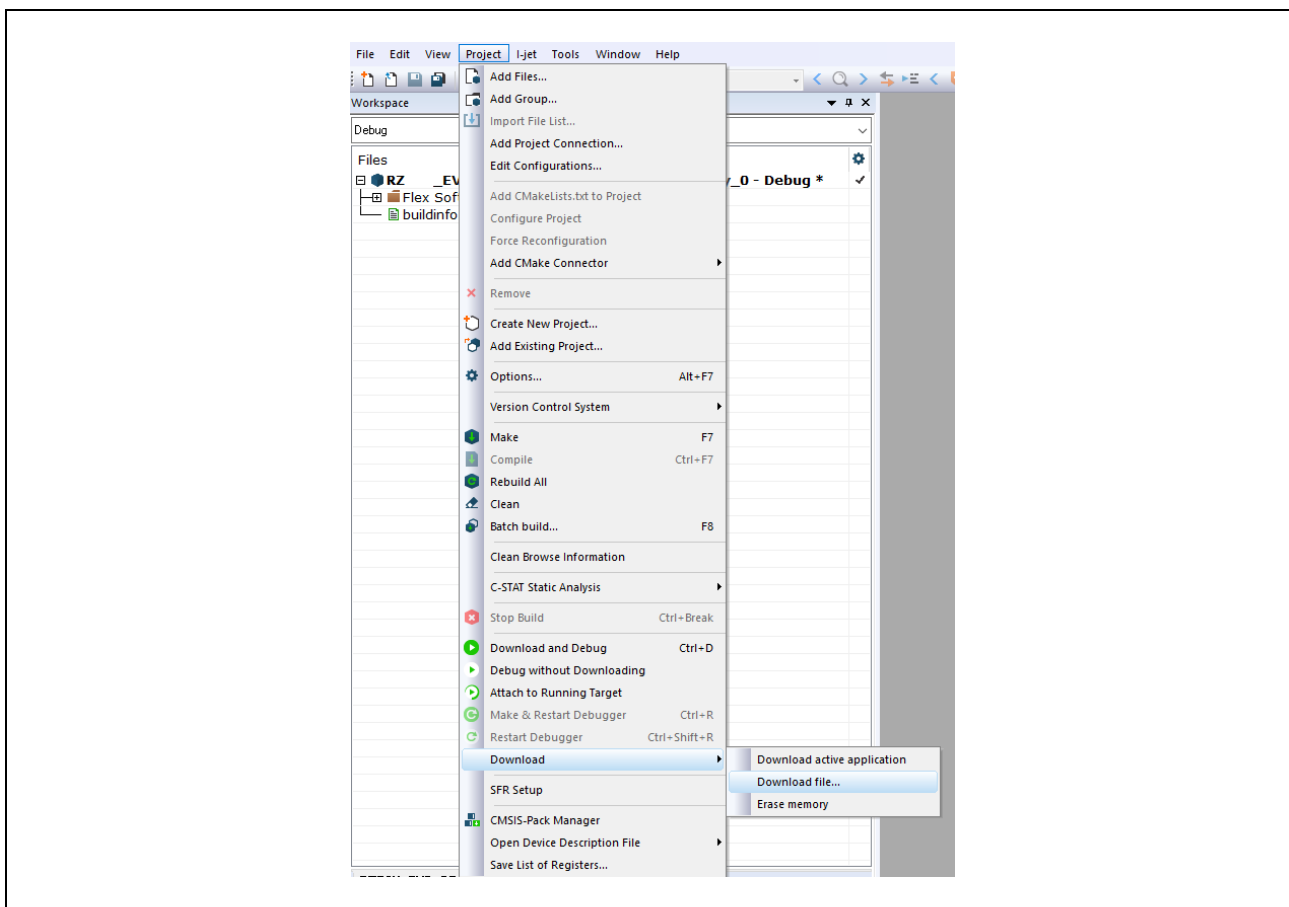 File Edit View Project I-jet Tools Window Help
Workspace
Debug
Files
RZ _EV y_0 - Debug *
Flex Sof
buildinfo
Add Files...
Add Group...
Import File List...
Add Project Connection...
Edit Configurations...
Add CMakeLists.txt to Project
Configure Project
Force Reconfiguration
Add CMake Connector
Remove
Create New Project...
Add Existing Project...
Options... Alt+F7
Version Control System
Make F7
Compile Ctrl+F7
Rebuild All
Clean
Batch build... F8
Clean Browse Information
C-STAT Static Analysis
Stop Build Ctrl+Break
Download and Debug Ctrl+D
Debug without Downloading
Attach to Running Target
Make & Restart Debugger Ctrl+R
Restart Debugger Ctrl+Shift+R
Download
Download active application
Download file...
Erase memory
SFR Setup
CMSIS-Pack Manager
Open Device Description File
Save List of Registers...